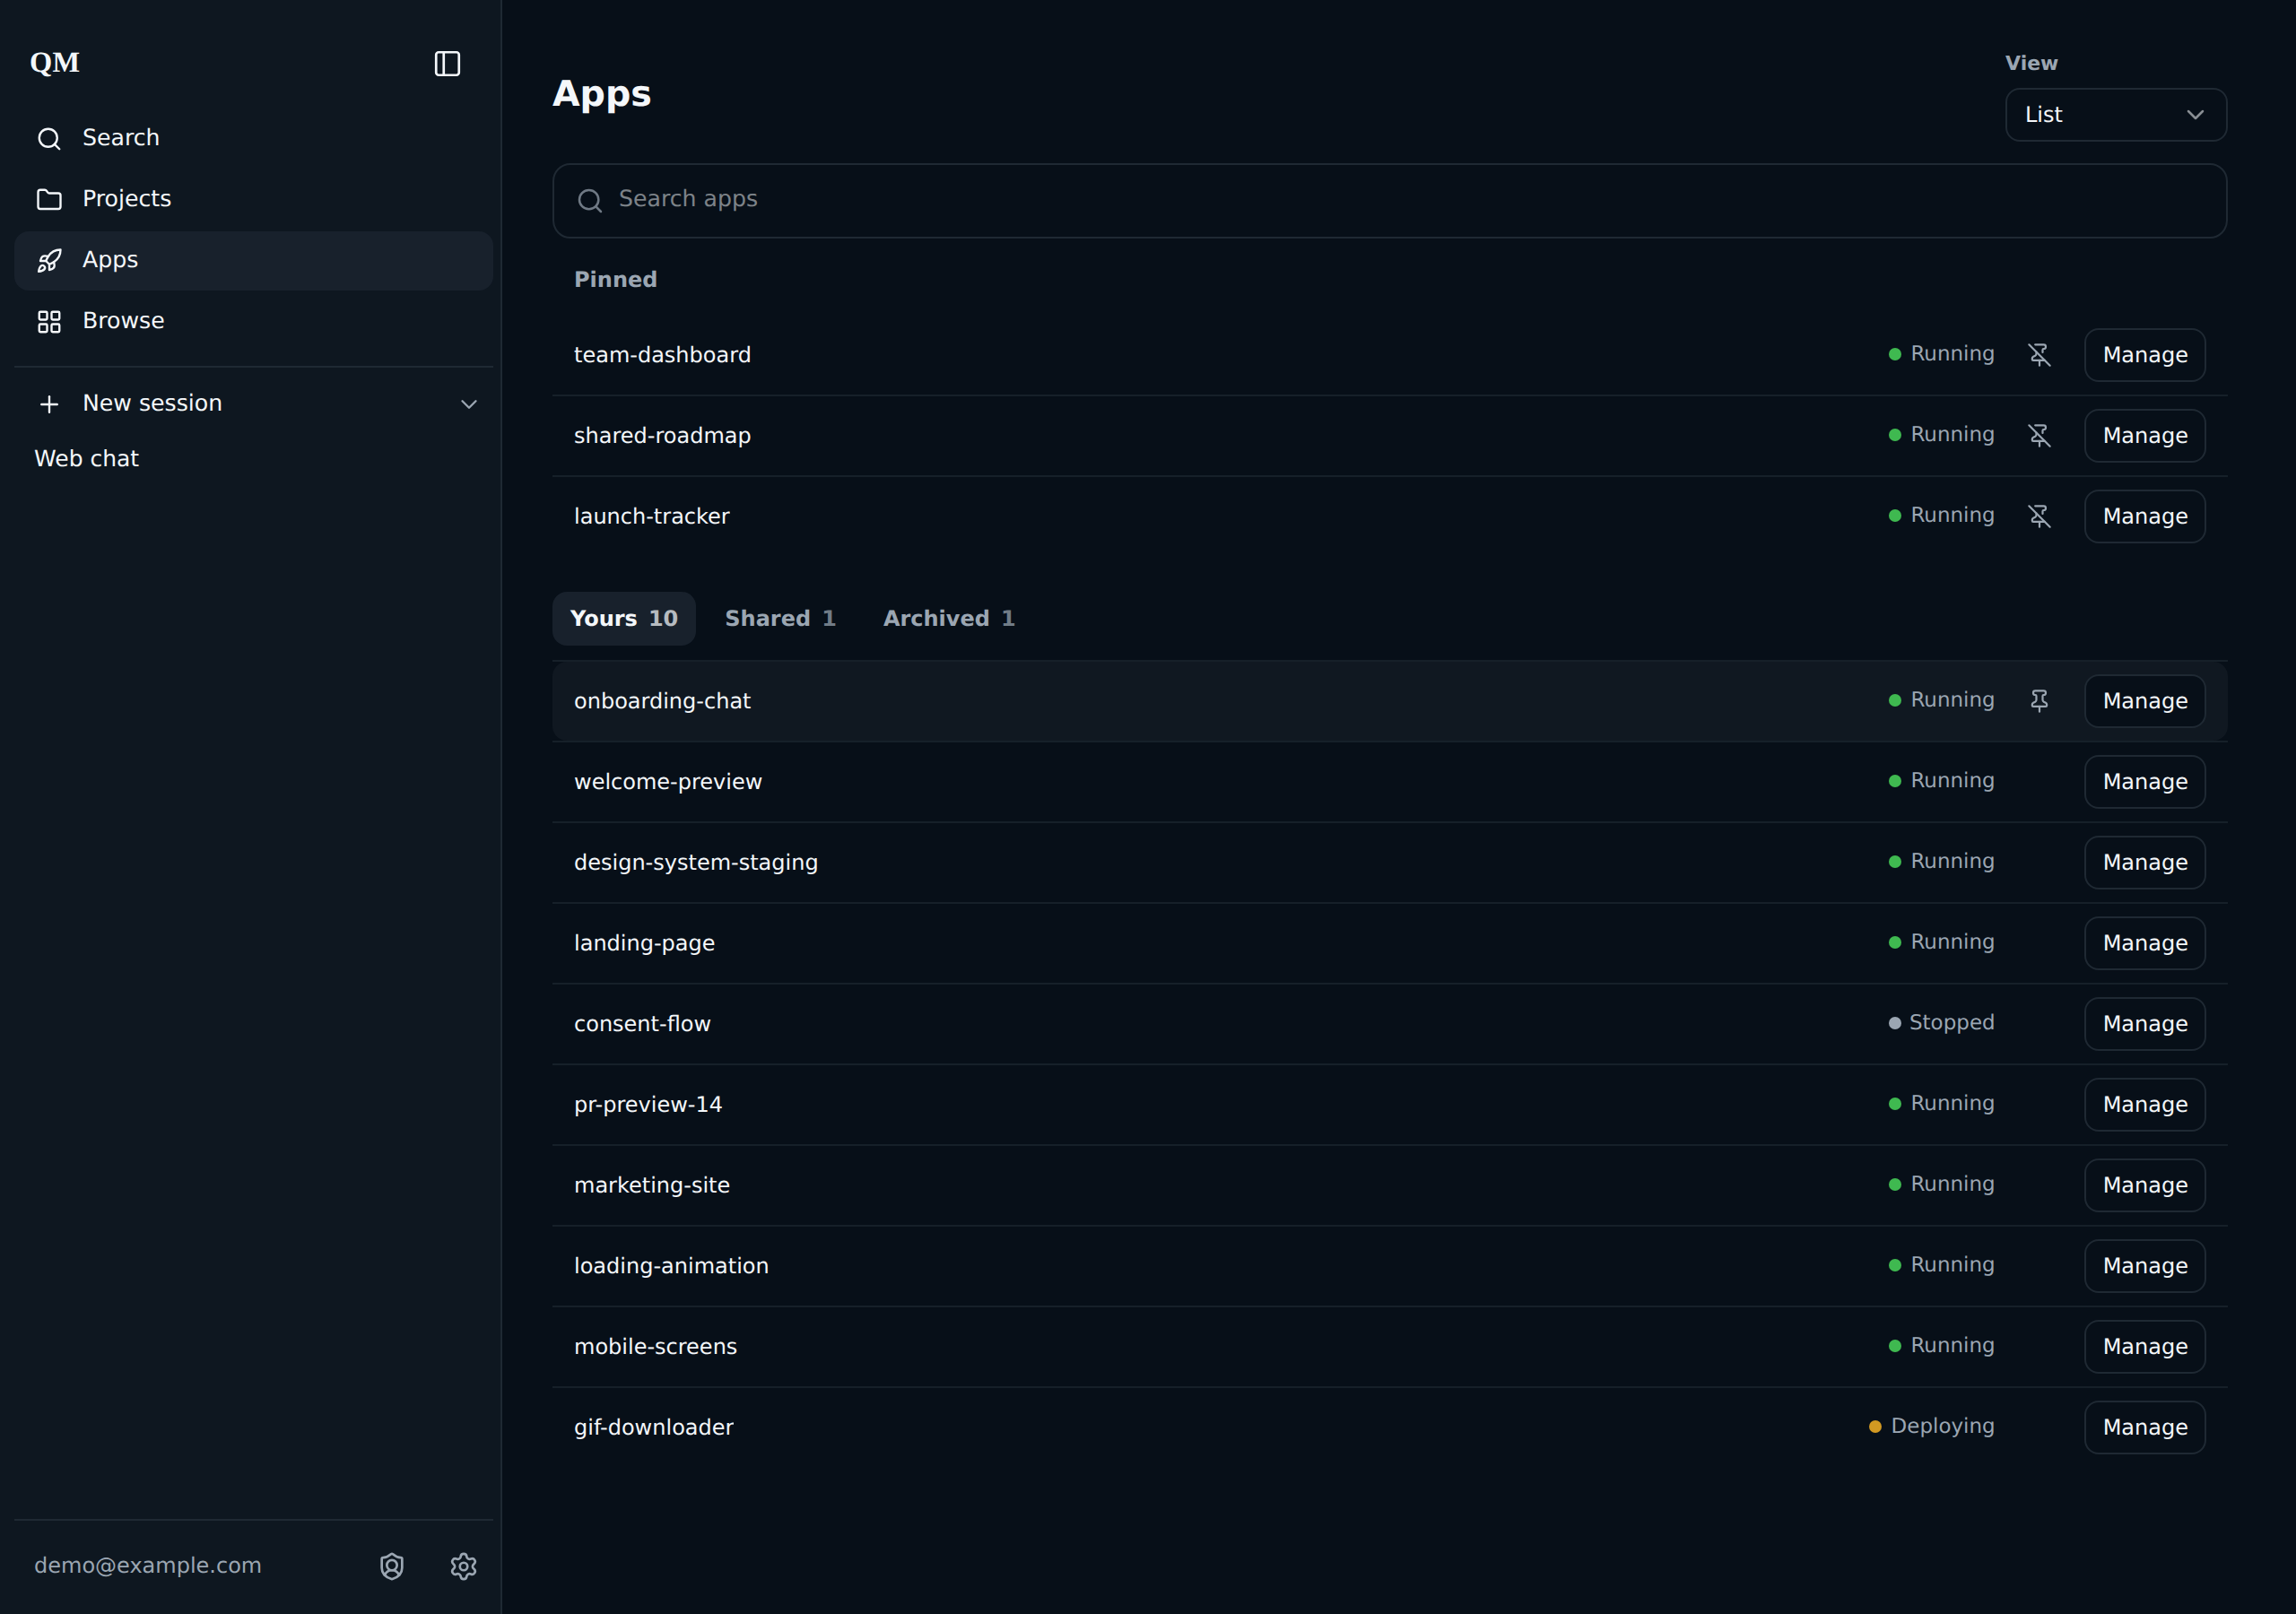 QM
Search
Projects
Apps
Browse
New session
Web chat
demo@example.com
Apps
View
List
Search apps
Pinned
team-dashboard Running Manage
shared-roadmap Running Manage
launch-tracker Running Manage
Yours 10 Shared 1 Archived 1
onboarding-chat Running Manage
welcome-preview Running Manage
design-system-staging Running Manage
landing-page Running Manage
consent-flow Stopped Manage
pr-preview-14 Running Manage
marketing-site Running Manage
loading-animation Running Manage
mobile-screens Running Manage
gif-downloader Deploying Manage